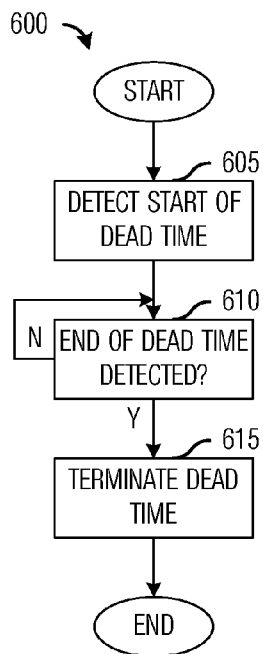 600
START
605
DETECT START OF
DEAD TIME
610
END OF DEAD TIME
DETECTED?
N
Y
615
TERMINATE DEAD
TIME
END